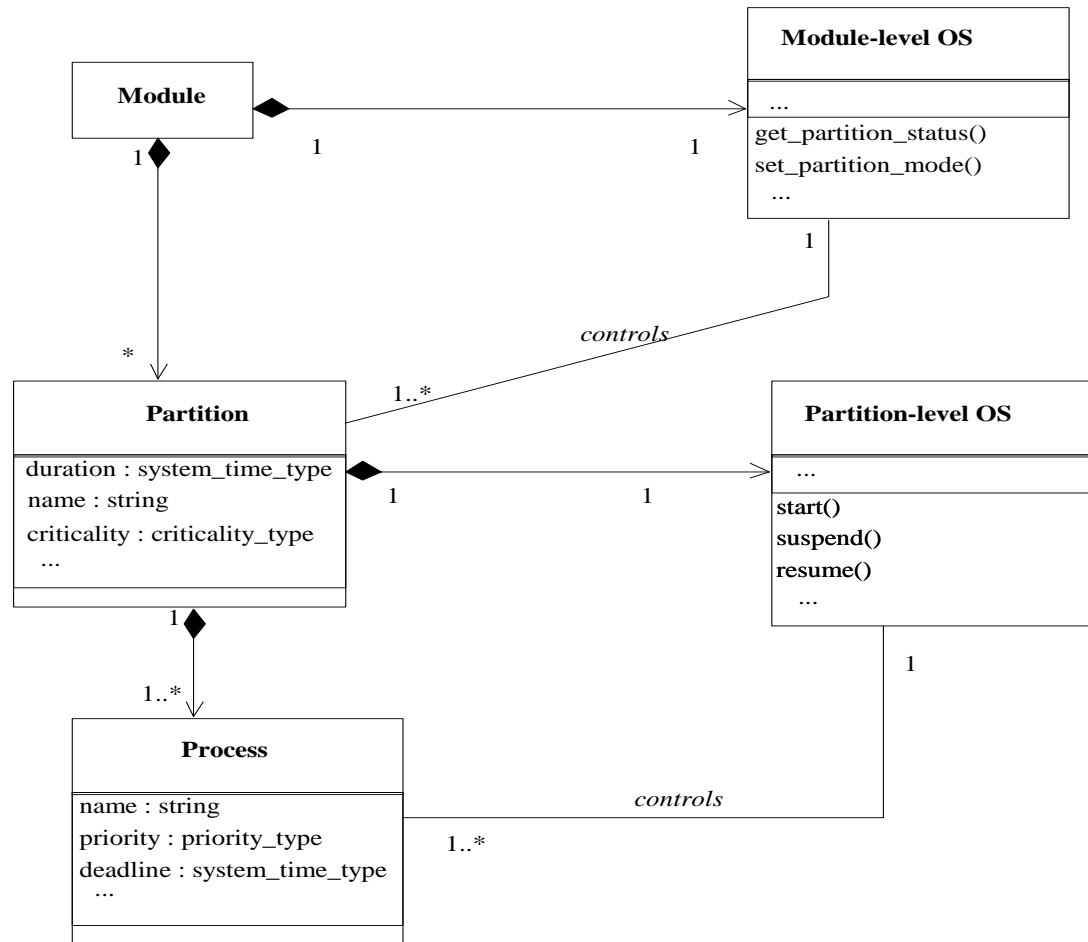 Module-level OS
Module
...
1
1
1
get_partition_status()
set_partition_mode()
...
1
controls
*
1..*
Partition
Partition-level OS
duration : system_time_type
...
name : string
1
1
criticality : criticality_type
start()
...
suspend()
resume()
1
...
1
1..*
Process
name : string
controls
priority : priority_type
1..*
deadline : system_time_type
...